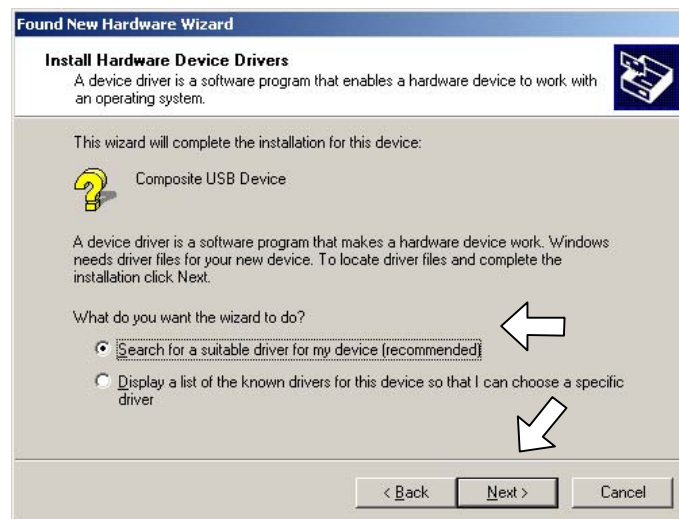 Found New Hardware Wizard
Install Hardware Device Drivers
A device driver is a software program that enables a hardware device to work with
an operating system.
This wizard will complete the installation for this device:
Composite USB Device
A device driver is a software program that makes a hardware device work. Windows
needs driver files for your new device. To locate driver files and complete the
installation click Next.
What do you want the wizard to do?
Search for a suitable driver for my device (recommended)
Display a list of the known drivers for this device so that I can choose a specific
driver
< Back Next > Cancel